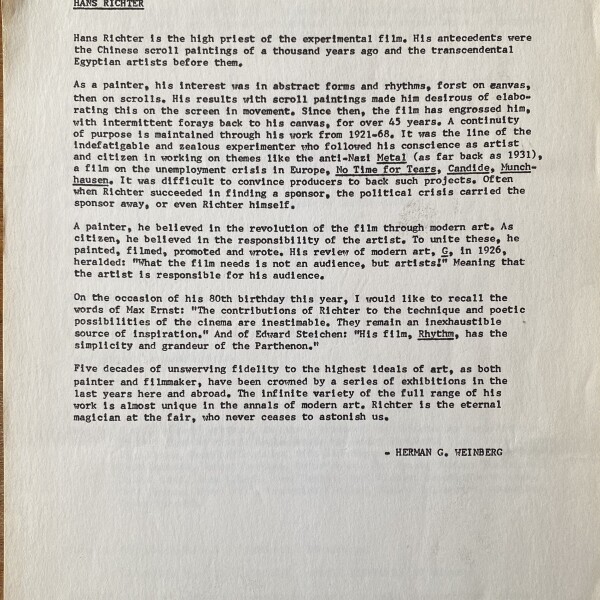 HANS RICHTER
Hans Richter is the high priest of the experimental film. His antecedents were
the Chinese scroll paintings of a thousand years ago and the transcendental
Egyptian artists before them.
As a painter, his interest was in abstract forms and rhythms, forst on canvas,
then on scrolls. His results with scroll paintings made him desirous of elabo-
rating this on the screen in movement. Since then, the film has engrossed him,
with intermittent forays back to his canvas, for over 45 years. A continuity
of purpose is maintained through his work from 1921-68. It was the line of the
indefatigable and zealous experimenter who followed his conscience as artist
and citizen in working on themes like the anti-Nazi Metal (as far back as 1931),
a film on the unemployment crisis in Europe, No Time for Tears, Candide, Munch-
hausen. It was difficult to convince producers to back such projects. Often
when Richter succeeded in finding a sponsor, the political crisis carried the
sponsor away, or even Richter himself.
A painter, he believed in the revolution of the film through modern art. As
citizen, he believed in the responsibility of the artist. To unite these, he
painted, filmed, promoted and wrote. His review of modern art, G, in 1926,
heralded: "What the film needs is not an audience, but artists!" Meaning that
the artist is responsible for his audience.
On the occasion of his 80th birthday this year, I would like to recall the
words of Max Ernst: "The contributions of Richter to the technique and poetic
possibilities of the cinema are inestimable. They remain an inexhaustible
source of inspiration." And of Edward Steichen: "His film, Rhythm, has the
simplicity and grandeur of the Parthenon."
Five decades of unswerving fidelity to the highest ideals of art, as both
painter and filmmaker, have been crowned by a series of exhibitions in the
last years here and abroad. The infinite variety of the full range of his
work is almost unique in the annals of modern art. Richter is the eternal
magician at the fair, who never ceases to astonish us.
- HERMAN G. WEINBERG